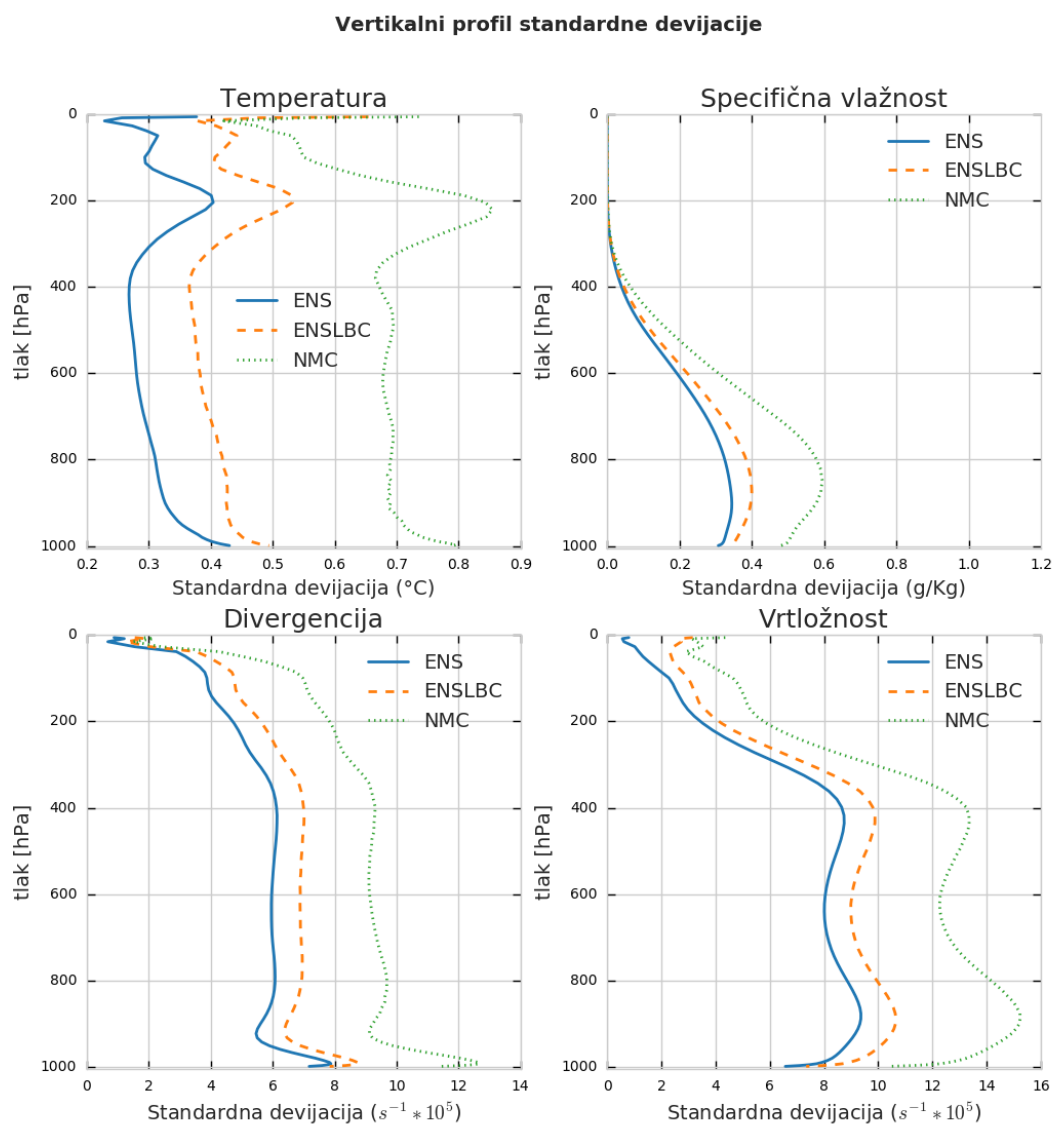 Vertikalni profil standardne devijacije
Temperatura
0
200
400
600
800
1000
tlak [hPa]
ENS
ENSLBC
NMC
0.2 0.3 0.4 0.5 0.6 0.7 0.8 0.9
Standardna devijacija (°C)
Specifična vlažnost
0
200
400
600
800
1000
tlak [hPa]
ENS
ENSLBC
NMC
0.0 0.2 0.4 0.6 0.8 1.0 1.2
Standardna devijacija (g/Kg)
Divergencija
0
200
400
600
800
1000
tlak [hPa]
ENS
ENSLBC
NMC
0 2 4 6 8 10 12 14
Standardna devijacija (s⁻¹ * 10⁵)
Vrtložnost
0
200
400
600
800
1000
tlak [hPa]
ENS
ENSLBC
NMC
0 2 4 6 8 10 12 14 16
Standardna devijacija (s⁻¹ * 10⁵)